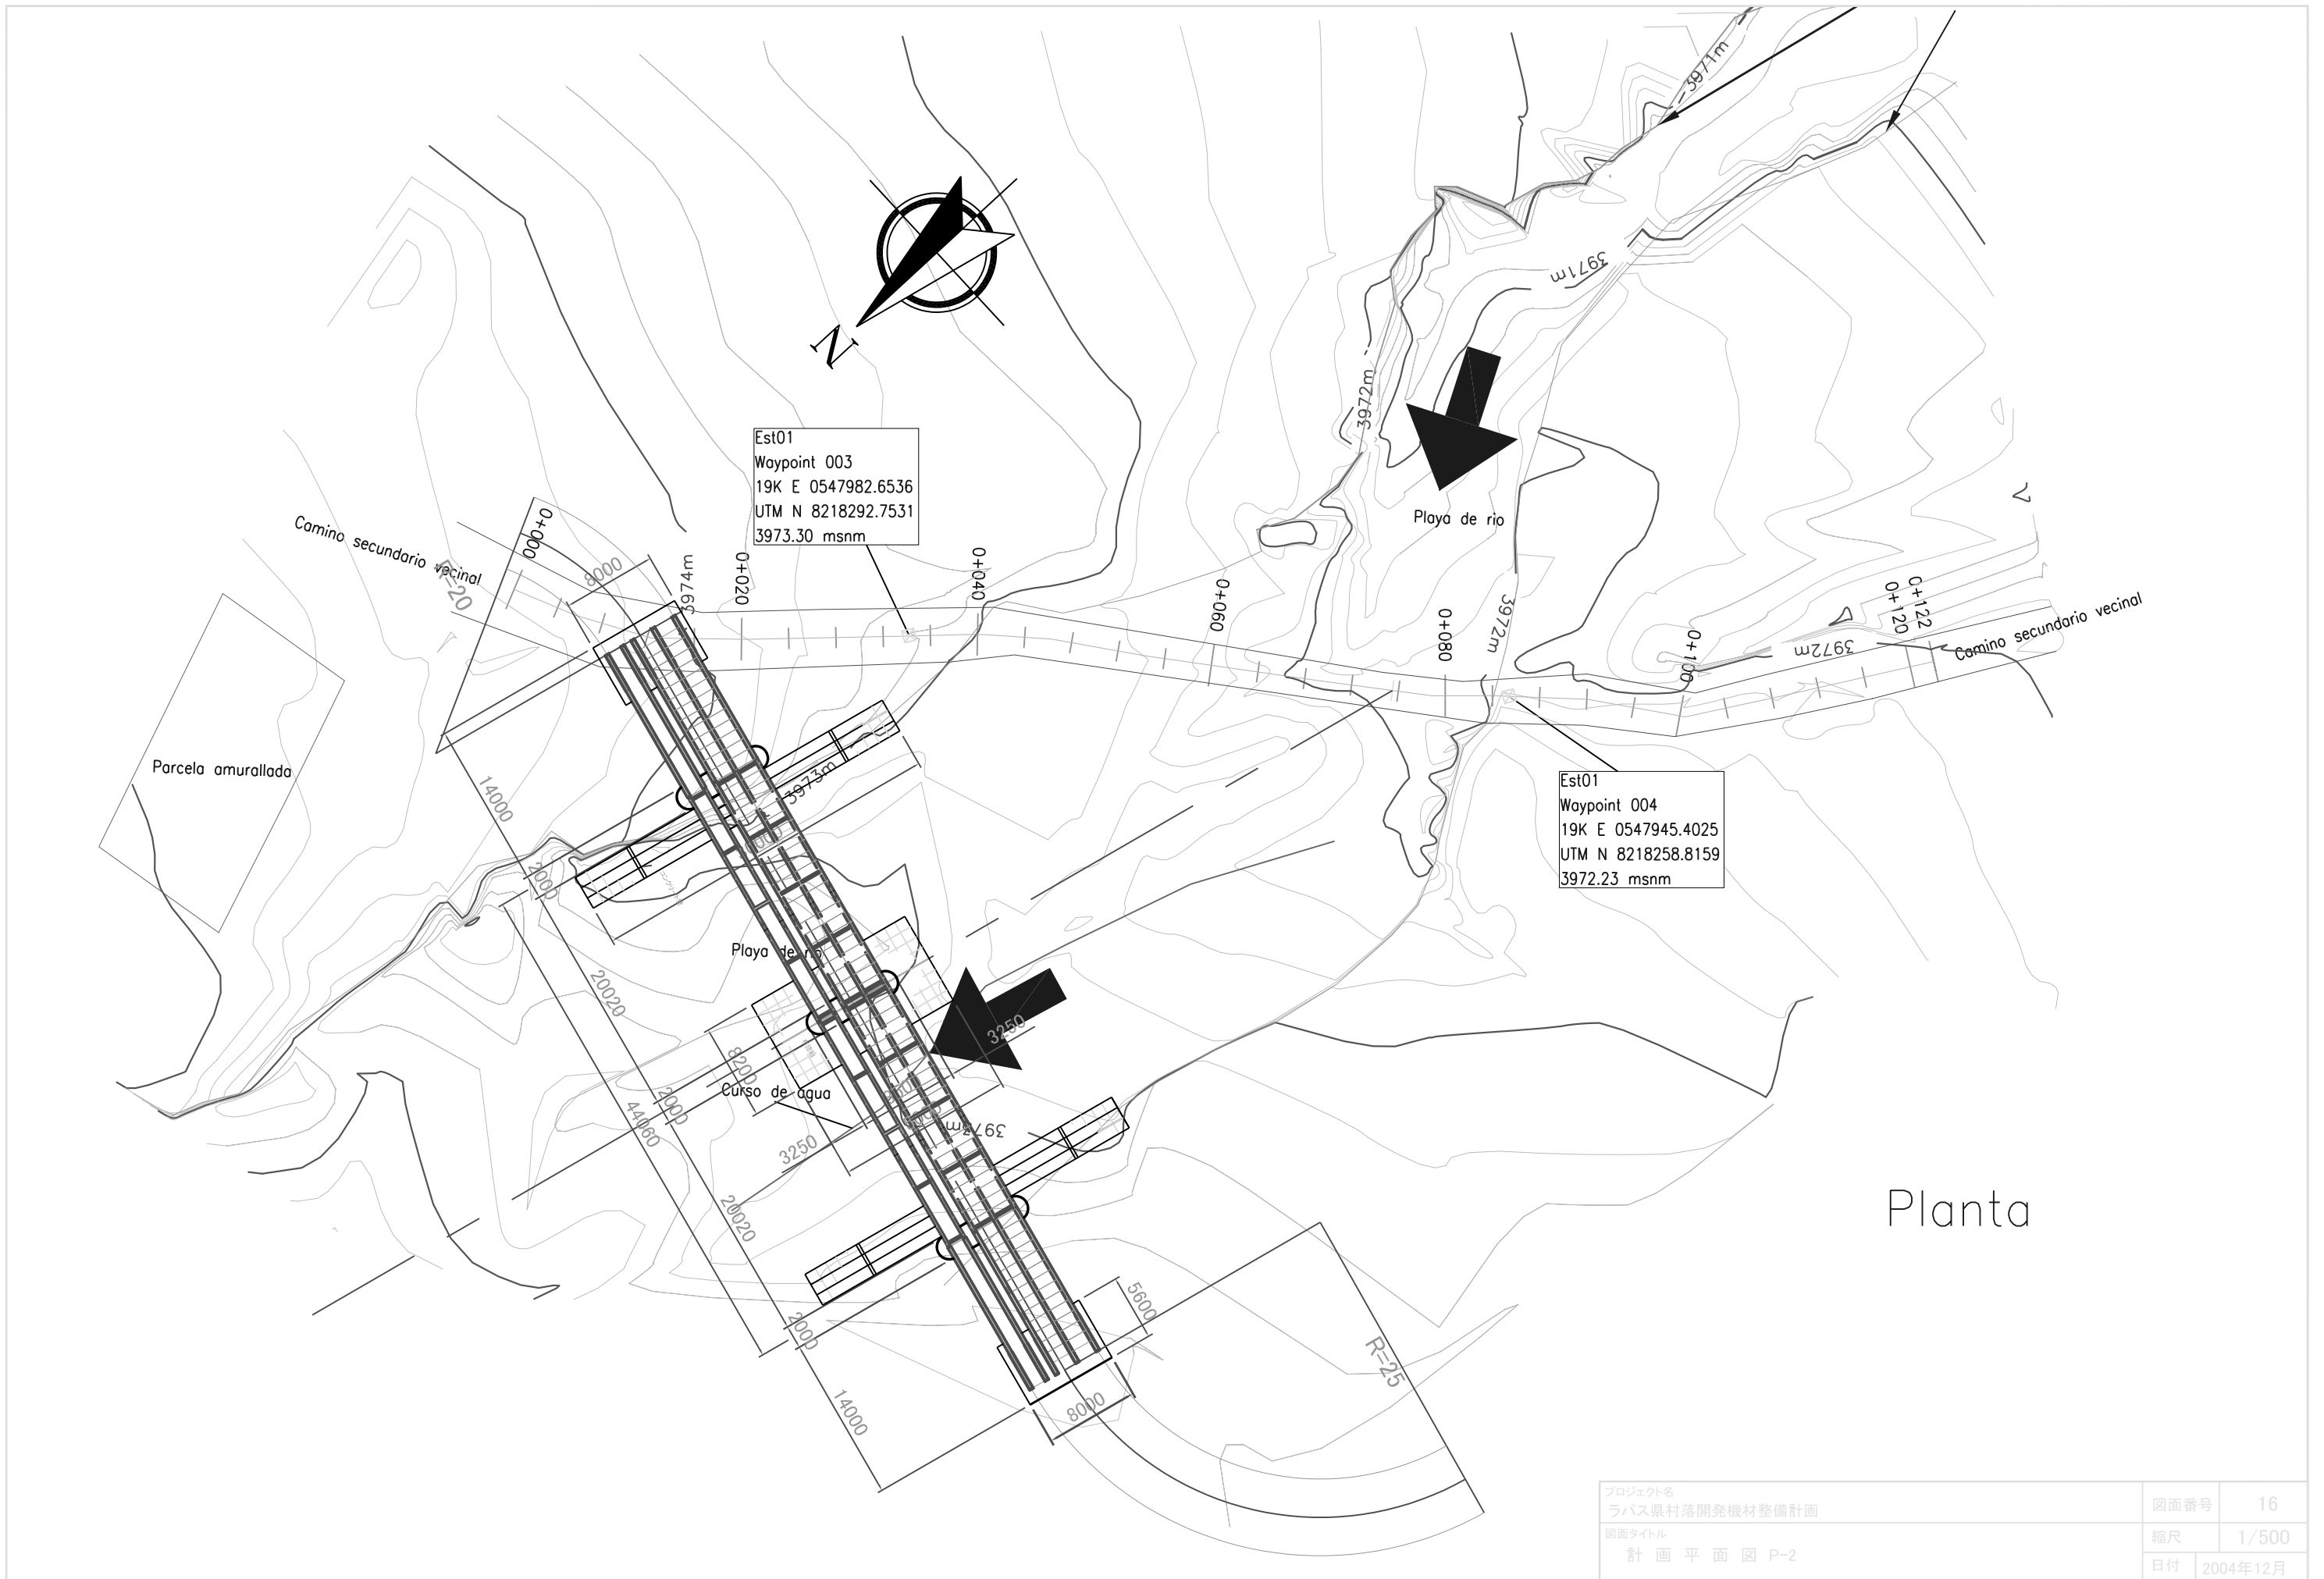 3971m
3971m
N
3972m
Est01
Waypoint 003
19K E 0547982.6536
UTM N 8218292.7531
3973.30 msnm
Playa de rio
Camino secundario vecinal
0+000
R=20
8000
3974m
0+020
0+040
0+060
0+080
3972m
0+100
3972m
0+120
0+122
Camino secundario vecinal
Parcela amurallada
14000
3973m
Est01
Waypoint 004
19K E 0547945.4025
UTM N 8218258.8159
3972.23 msnm
2000
Playa de rio
20020
3250
8200
Curso de agua
2000
44060
3973m
3250
20020
Planta
2000
5600
R=25
14000
8000
プロジェクト名
ラパス県村落開発機材整備計画
図面番号 16
図面タイトル
計 画 平 面 図 P-2
縮尺 1/500
日付 2004年12月